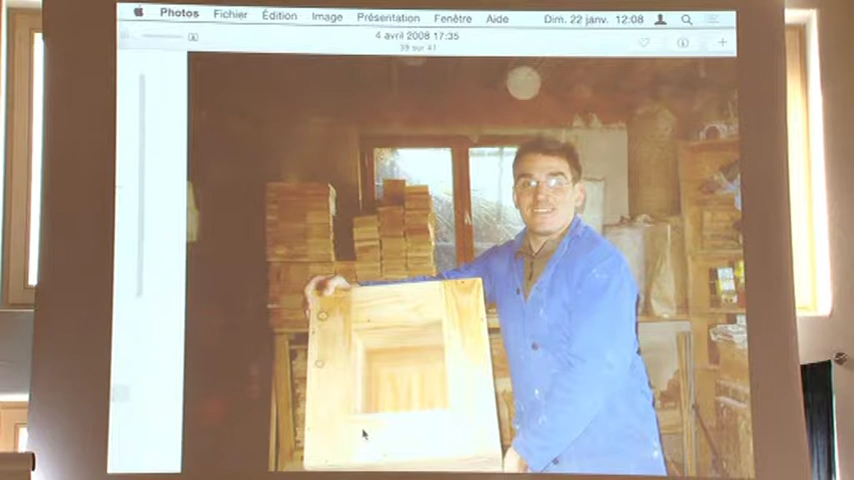 Photos Fichier Édition Image Présentation Fenêtre Aide Dim. 22 janv. 12:08
4 avril 2008 17:35
39 sur 41